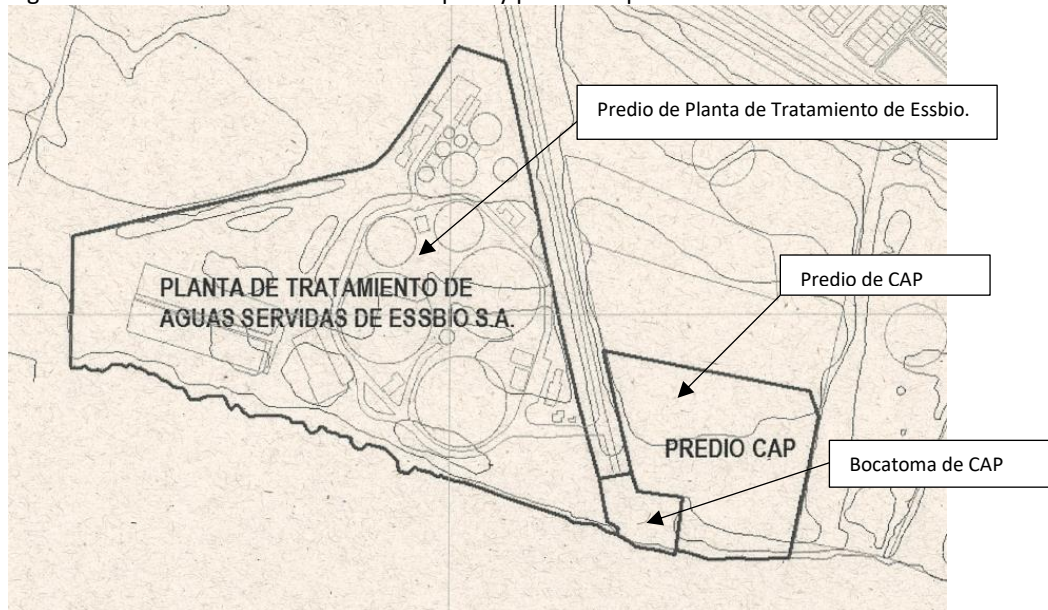 Predio de Planta de Tratamiento de Essbio.
Predio de CAP
PLANTA DE TRATAMIENTO DE
AGUAS SERVIDAS DE ESSBIO S.A.
PREDIO CAP
Bocatoma de CAP